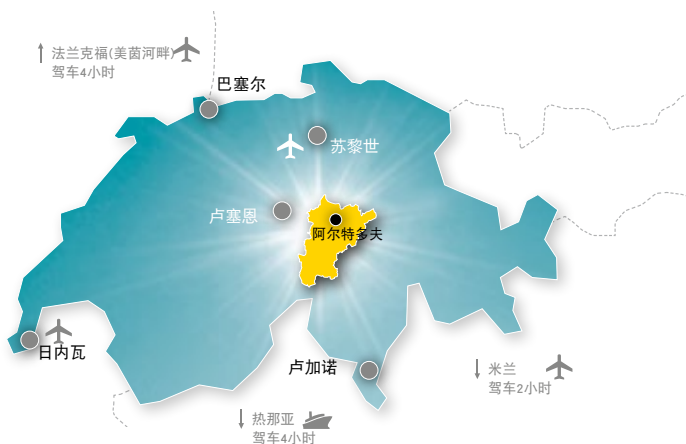 法兰克福(美茵河畔)
驾车4小时
巴塞尔
苏黎世
卢塞恩
阿尔特多夫
日内瓦
卢加诺
米兰
驾车2小时
热那亚
驾车4小时